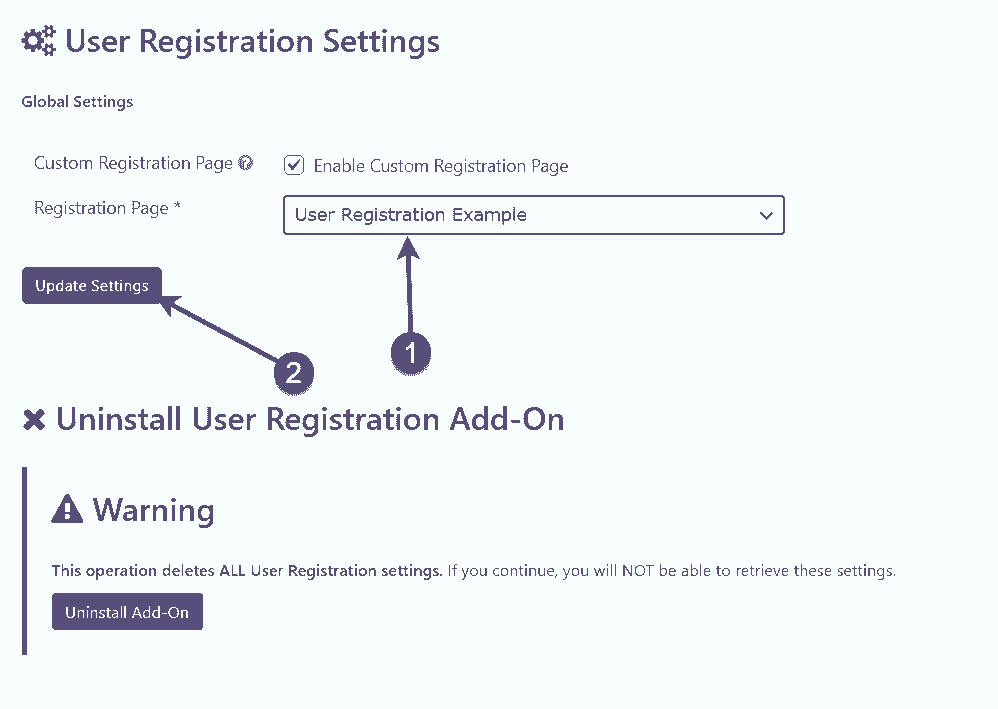 User Registration Settings
Global Settings
Custom Registration Page
Enable Custom Registration Page
Registration Page *
User Registration Example
Update Settings
1
2
Uninstall User Registration Add-On
Warning
This operation deletes ALL User Registration settings. If you continue, you will NOT be able to retrieve these settings.
Uninstall Add-On